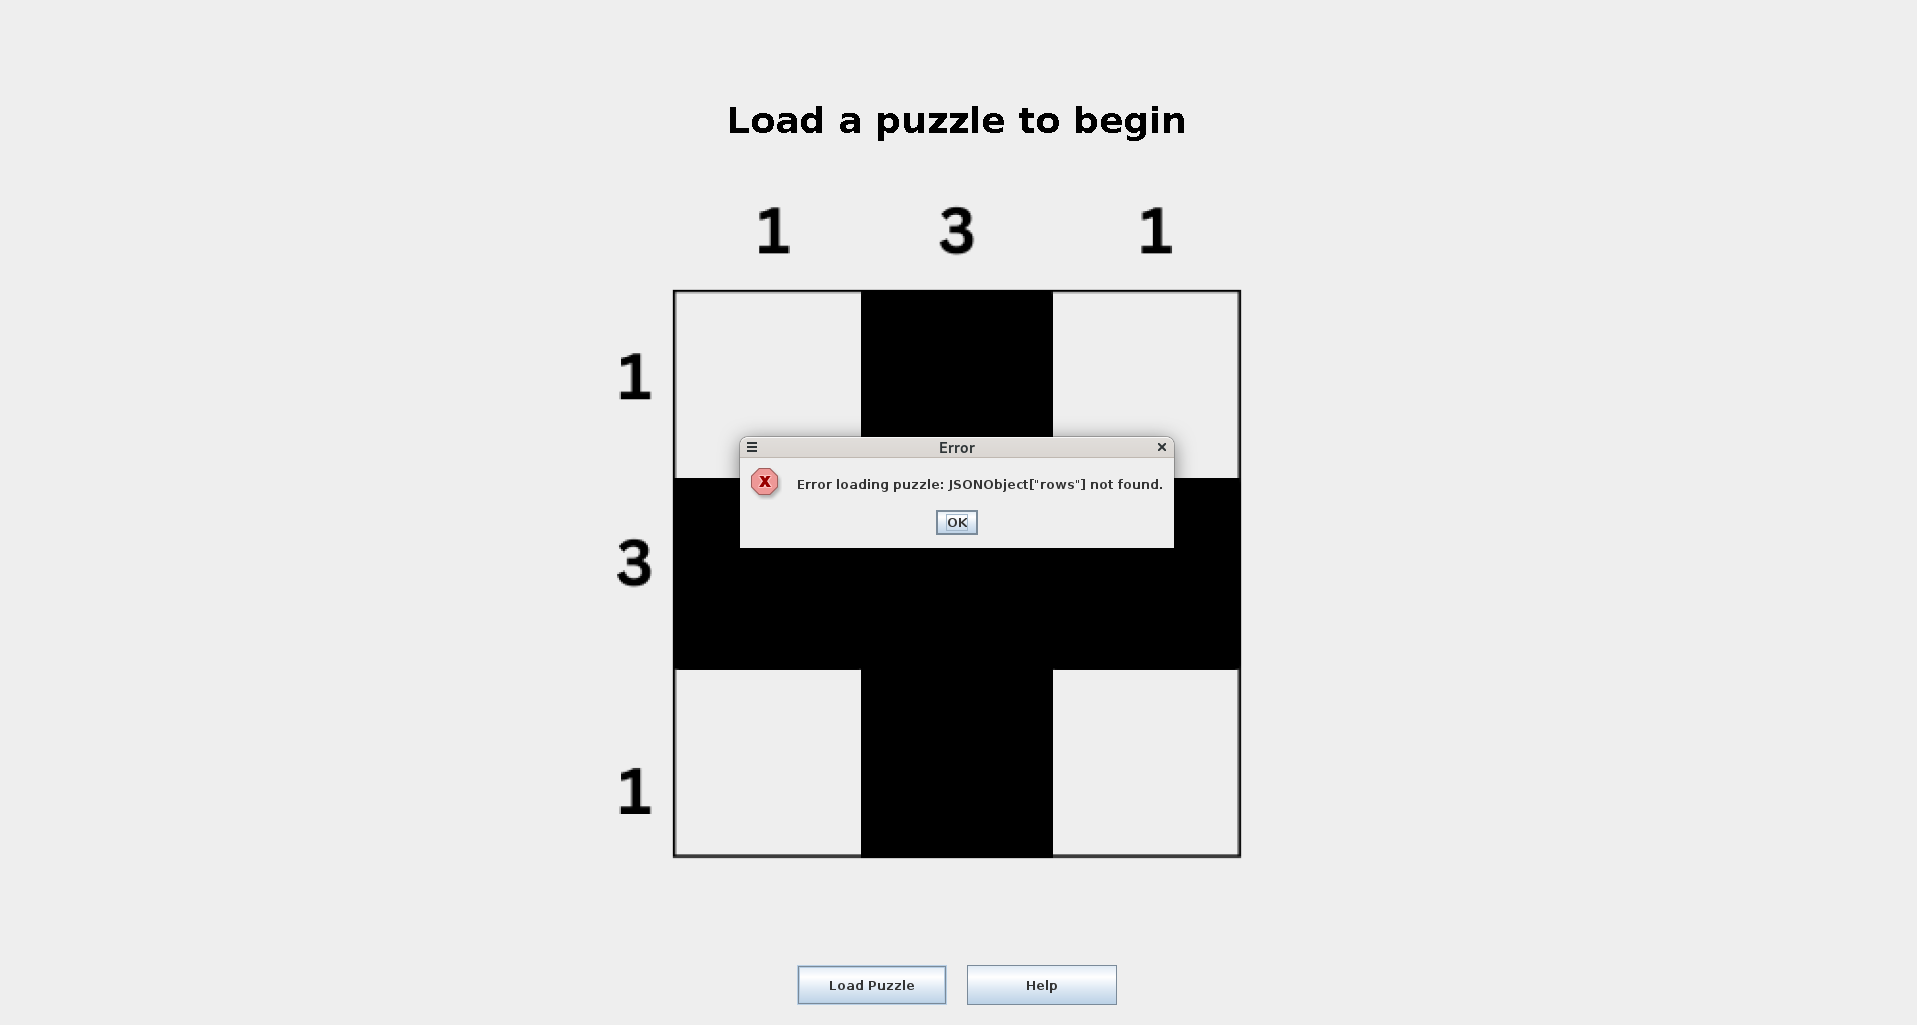 Load a puzzle to begin
1 3 1
1
Error
X
Error loading puzzle: JSONObject["rows"] not found.
OK
3
1
Load Puzzle
Help